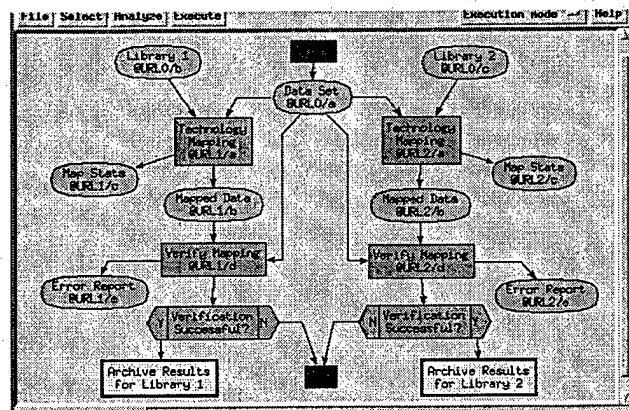 File Select Analyze Execute Execution mode Help
Library 1
@URL0/b
Library 2
@URL0/c
Data Set
@URL0/a
Technology
Mapping
@URL1/a
Technology
Mapping
@URL2/a
Map Stats
@URL1/c
Map Stats
@URL2/c
Mapped Data
@URL1/b
Mapped Data
@URL2/b
Verify Mapping
@URL1/d
Verify Mapping
@URL2/d
Error Report
@URL1/e
Error Report
@URL2/e
Y Verification N
Successful?
N Verification Y
Successful?
Archive Results
for Library 1
Archive Results
for Library 2